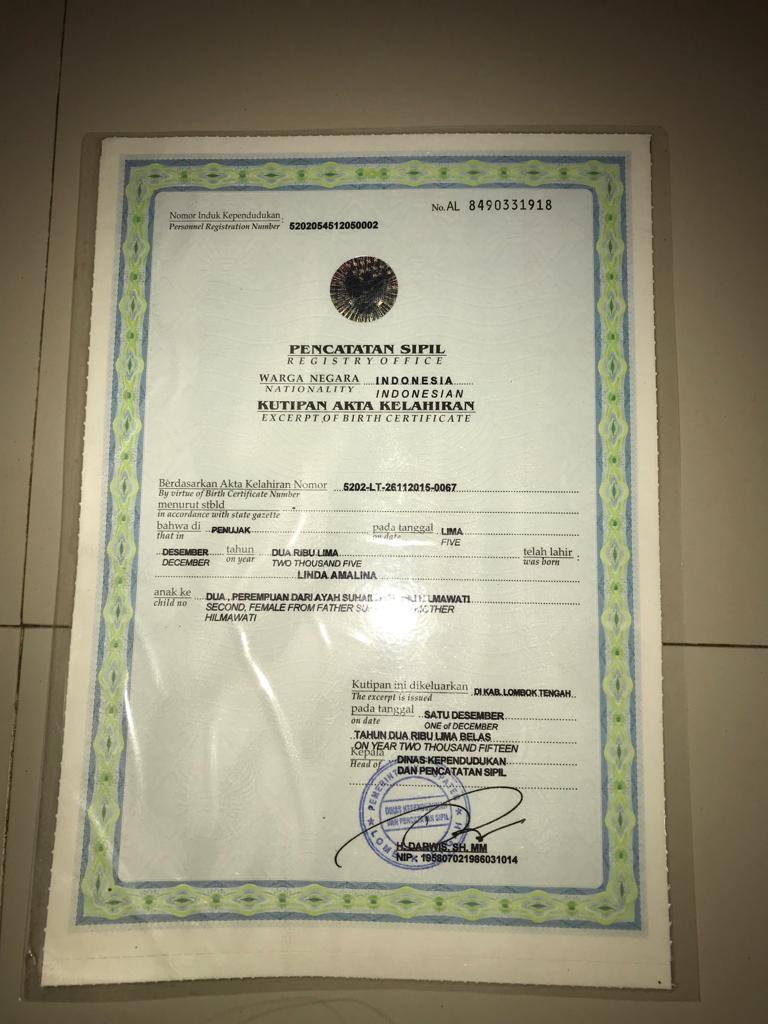 No. AL 8490331918
Nomor Induk Kependudukan : 5202054512050002
Personnel Registration Number
PENCATATAN SIPIL
REGISTRY OFFICE
WARGA NEGARA INDONESIA
NATIONALITY INDONESIAN
KUTIPAN AKTA KELAHIRAN
EXCERPT OF BIRTH CERTIFICATE
Berdasarkan Akta Kelahiran Nomor 5202-LT-26112015-0067
By virtue of Birth Certificate Number
menurut stbld
in accordance with state gazette
bahwa di PENUJAK pada tanggal LIMA
that in on date FIVE
DESEMBER tahun DUA RIBU LIMA telah lahir :
DECEMBER on year TWO THOUSAND FIVE was born
LINDA AMALINA
anak ke DUA , PEREMPUAN DARI AYAH
child no SECOND, FEMALE FROM FATHER
HILMAWATI
Kutipan ini dikeluarkan DI KAB. LOMBOK TENGAH
The excerpt is issued
pada tanggal SATU DESEMBER
on date ONE of DECEMBER
TAHUN DUA RIBU LIMA BELAS
ON YEAR TWO THOUSAND FIFTEEN
Kepala DINAS KEPENDUDUKAN
Head of DAN PENCATATAN SIPIL
DINAS KEPENDUDUKAN
DAN PENCATATAN SIPIL
H. DARWIS, SH, MM
NIP : 195807021986031014